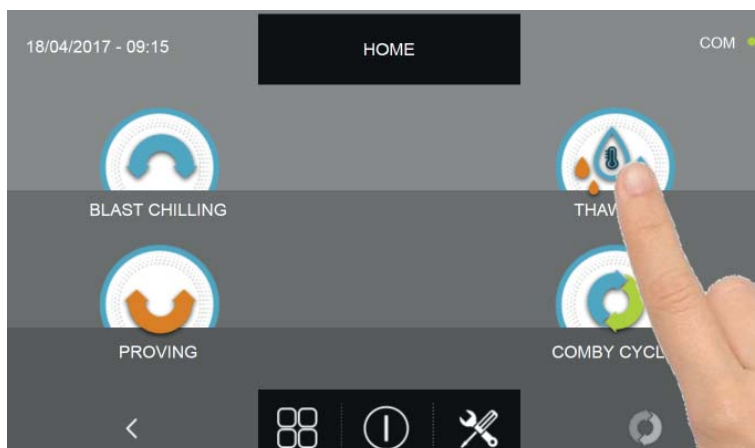 18/04/2017 - 09:15
HOME
COM
BLAST CHILLING
PROVING